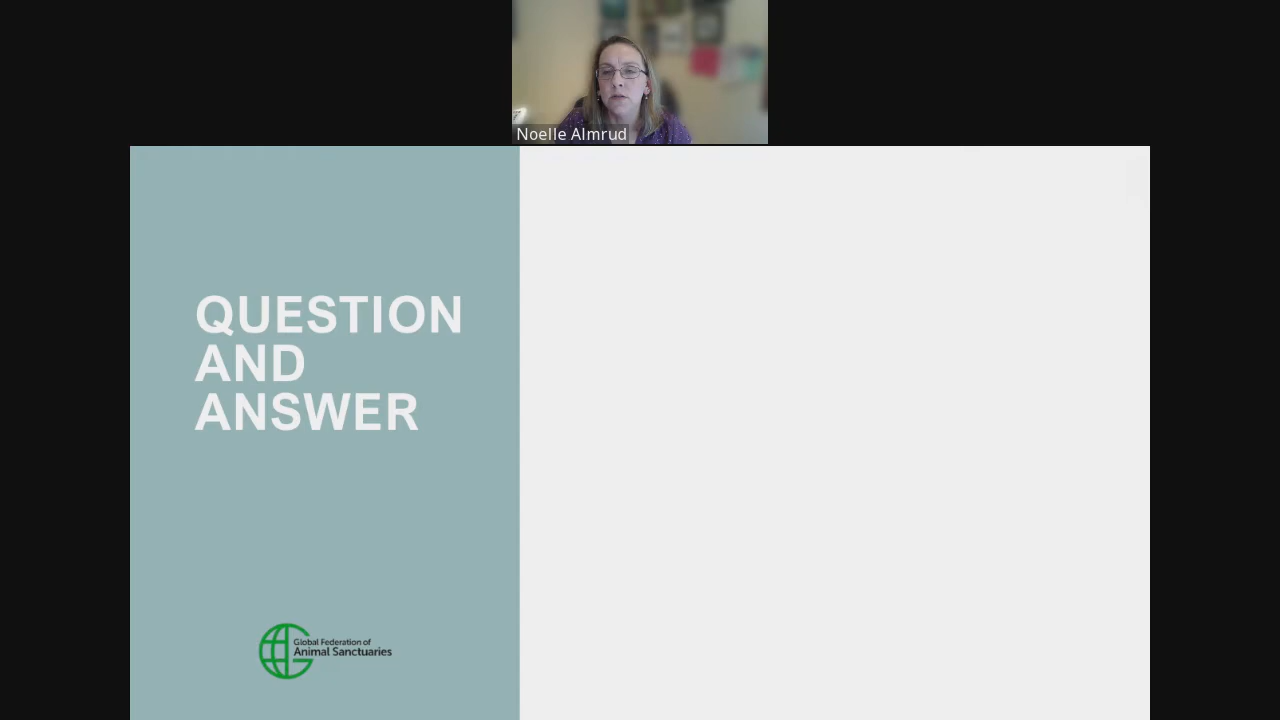 Noelle Almrud
QUESTION
AND
ANSWER
Global Federation of
Animal Sanctuaries